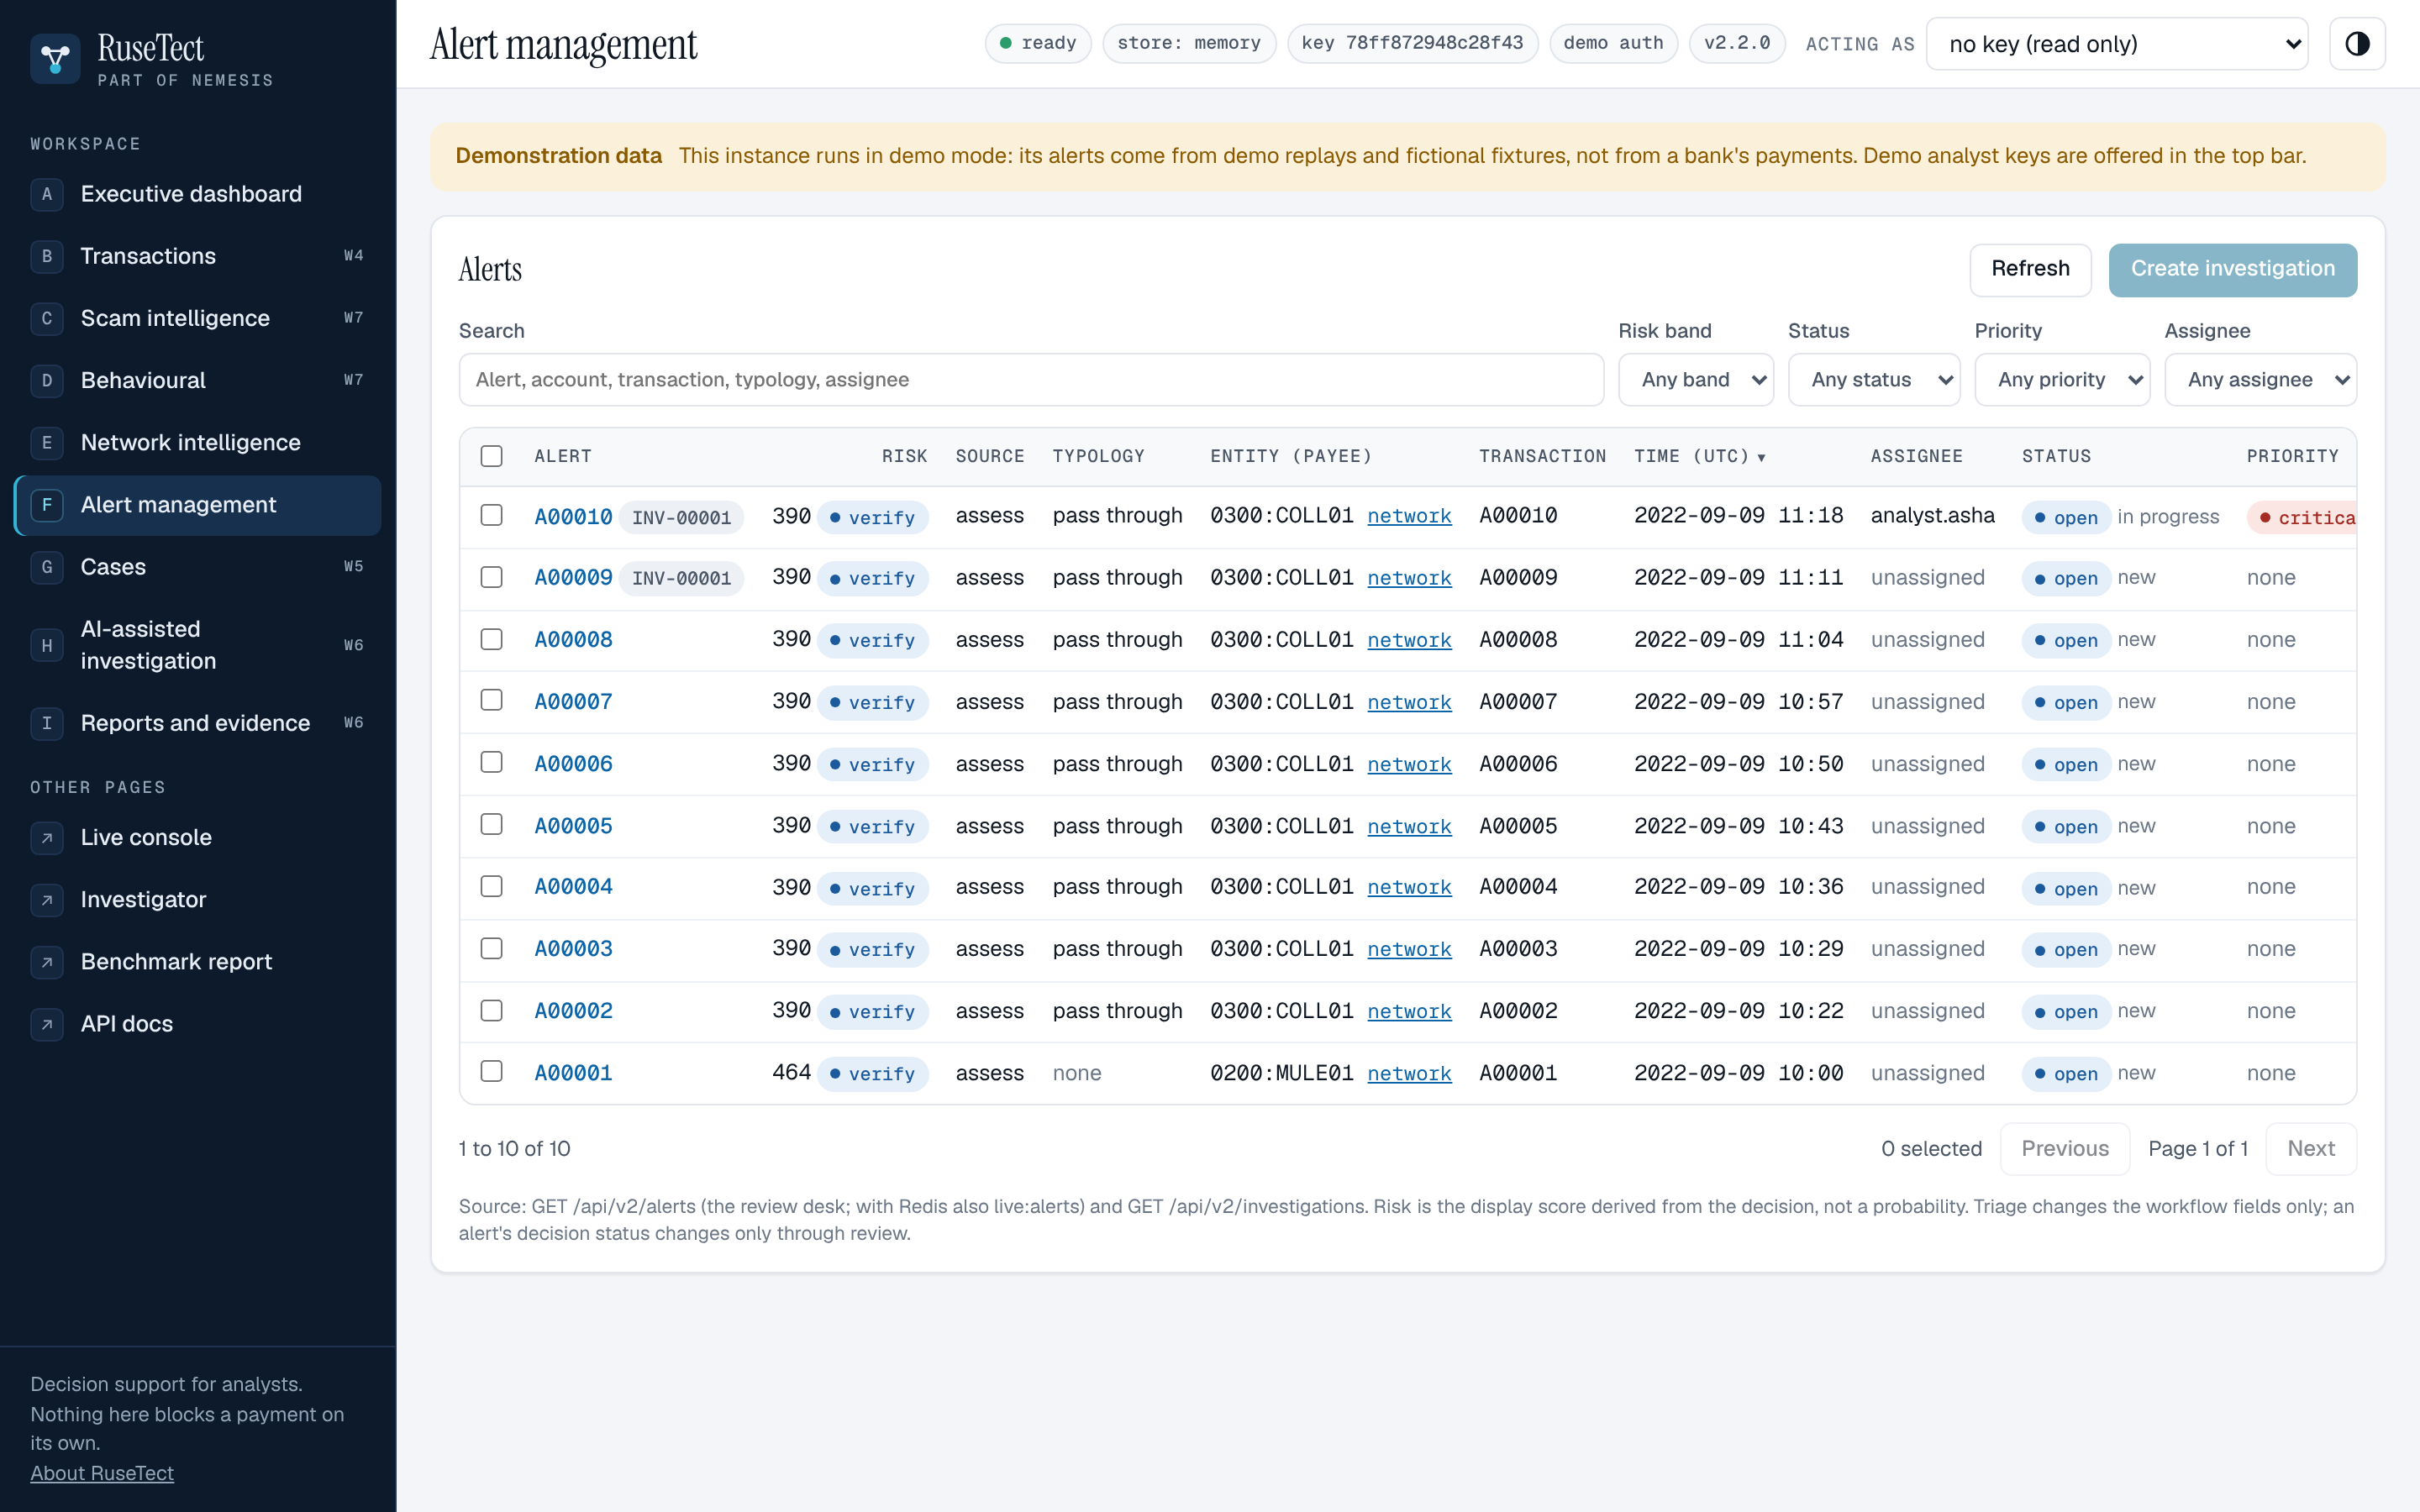 RuseTect
PART OF NEMESIS
WORKSPACE
A Executive dashboard
B Transactions W4
C Scam intelligence W7
D Behavioural W7
E Network intelligence
F Alert management
G Cases W5
H AI-assisted investigation W6
I Reports and evidence W6
OTHER PAGES
Live console
Investigator
Benchmark report
API docs
Decision support for analysts.
Nothing here blocks a payment on
its own.
About RuseTect
Alert management
ready
store: memory
key 78ff872948c28f43
demo auth
v2.2.0
ACTING AS
no key (read only)
Demonstration data This instance runs in demo mode: its alerts come from demo replays and fictional fixtures, not from a bank's payments. Demo analyst keys are offered in the top bar.
Alerts
Refresh
Create investigation
Search Risk band Status Priority Assignee
Alert, account, transaction, typology, assignee Any band Any status Any priority Any assignee
ALERT RISK SOURCE TYPOLOGY ENTITY (PAYEE) TRANSACTION TIME (UTC) ▼ ASSIGNEE STATUS PRIORITY
A00010 INV-00001 390 verify assess pass through 0300:COLL01 network A00010 2022-09-09 11:18 analyst.asha open in progress critica
A00009 INV-00001 390 verify assess pass through 0300:COLL01 network A00009 2022-09-09 11:11 unassigned open new none
A00008 390 verify assess pass through 0300:COLL01 network A00008 2022-09-09 11:04 unassigned open new none
A00007 390 verify assess pass through 0300:COLL01 network A00007 2022-09-09 10:57 unassigned open new none
A00006 390 verify assess pass through 0300:COLL01 network A00006 2022-09-09 10:50 unassigned open new none
A00005 390 verify assess pass through 0300:COLL01 network A00005 2022-09-09 10:43 unassigned open new none
A00004 390 verify assess pass through 0300:COLL01 network A00004 2022-09-09 10:36 unassigned open new none
A00003 390 verify assess pass through 0300:COLL01 network A00003 2022-09-09 10:29 unassigned open new none
A00002 390 verify assess pass through 0300:COLL01 network A00002 2022-09-09 10:22 unassigned open new none
A00001 464 verify assess none 0200:MULE01 network A00001 2022-09-09 10:00 unassigned open new none
1 to 10 of 10 0 selected Previous Page 1 of 1 Next
Source: GET /api/v2/alerts (the review desk; with Redis also live:alerts) and GET /api/v2/investigations. Risk is the display score derived from the decision, not a probability. Triage changes the workflow fields only; an
alert's decision status changes only through review.